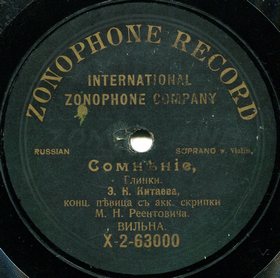 ZONOPHONE RECORD
INTERNATIONAL
ZONOPHONE COMPANY
RUSSIAN SOPRANO w. Violin.
Сомнѣніе,
Глинки.
Э. К. Китаева,
конц. пѣвица съ акк. скрипки
М. Н. Реентовича.
ВИЛЬНА.
X-2-63000